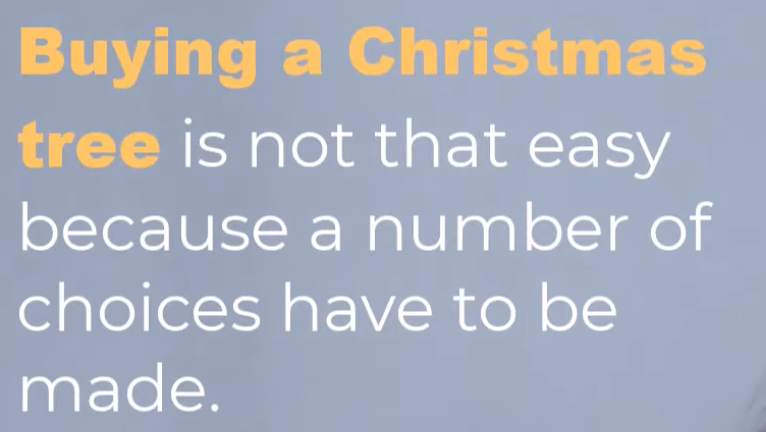 Buying a Christmas
tree is not that easy
because a number of
choices have to be
made.